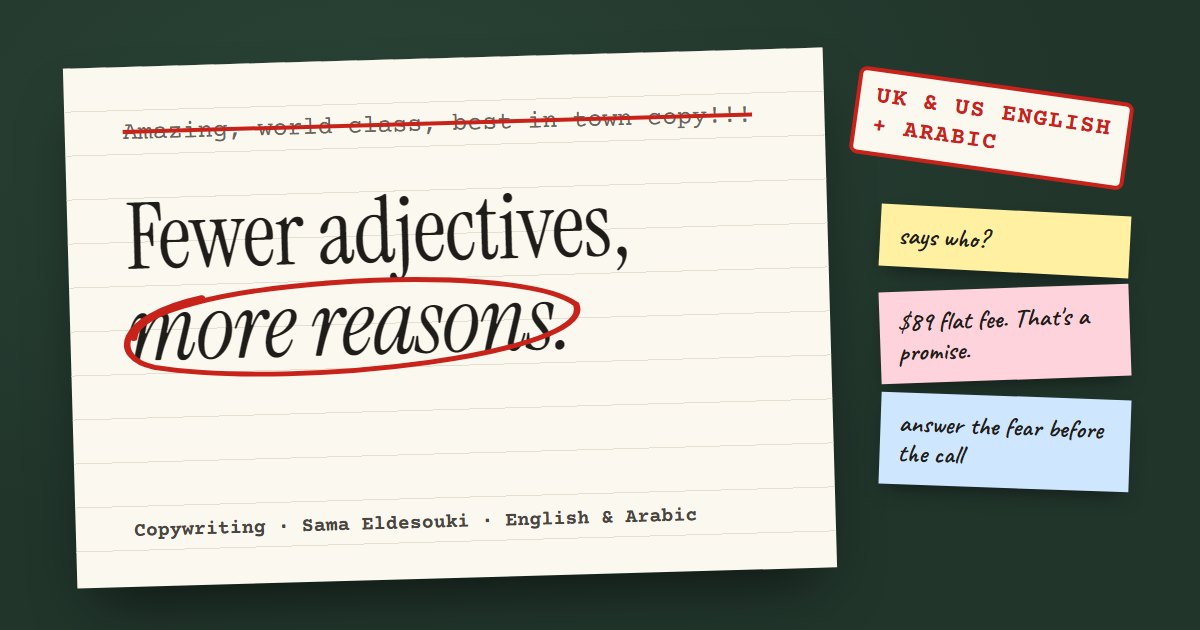 Amazing, world class, best in town copy!!!
Fewer adjectives,
more reasons.
Copywriting · Sama Eldesouki · English & Arabic
UK & US ENGLISH
+ ARABIC
says who?
$89 flat fee. That's a
promise.
answer the fear before
the call